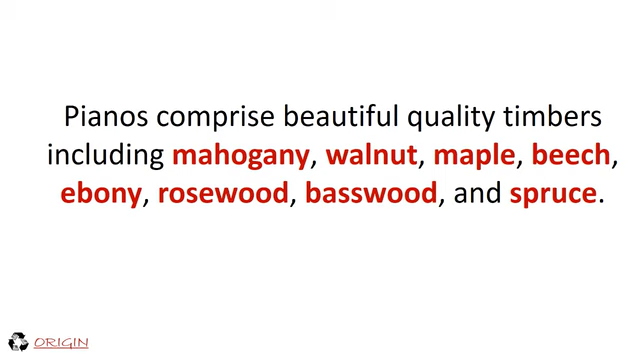 Pianos comprise beautiful quality timbers
including mahogany, walnut, maple, beech,
ebony, rosewood, basswood, and spruce.
ORIGIN